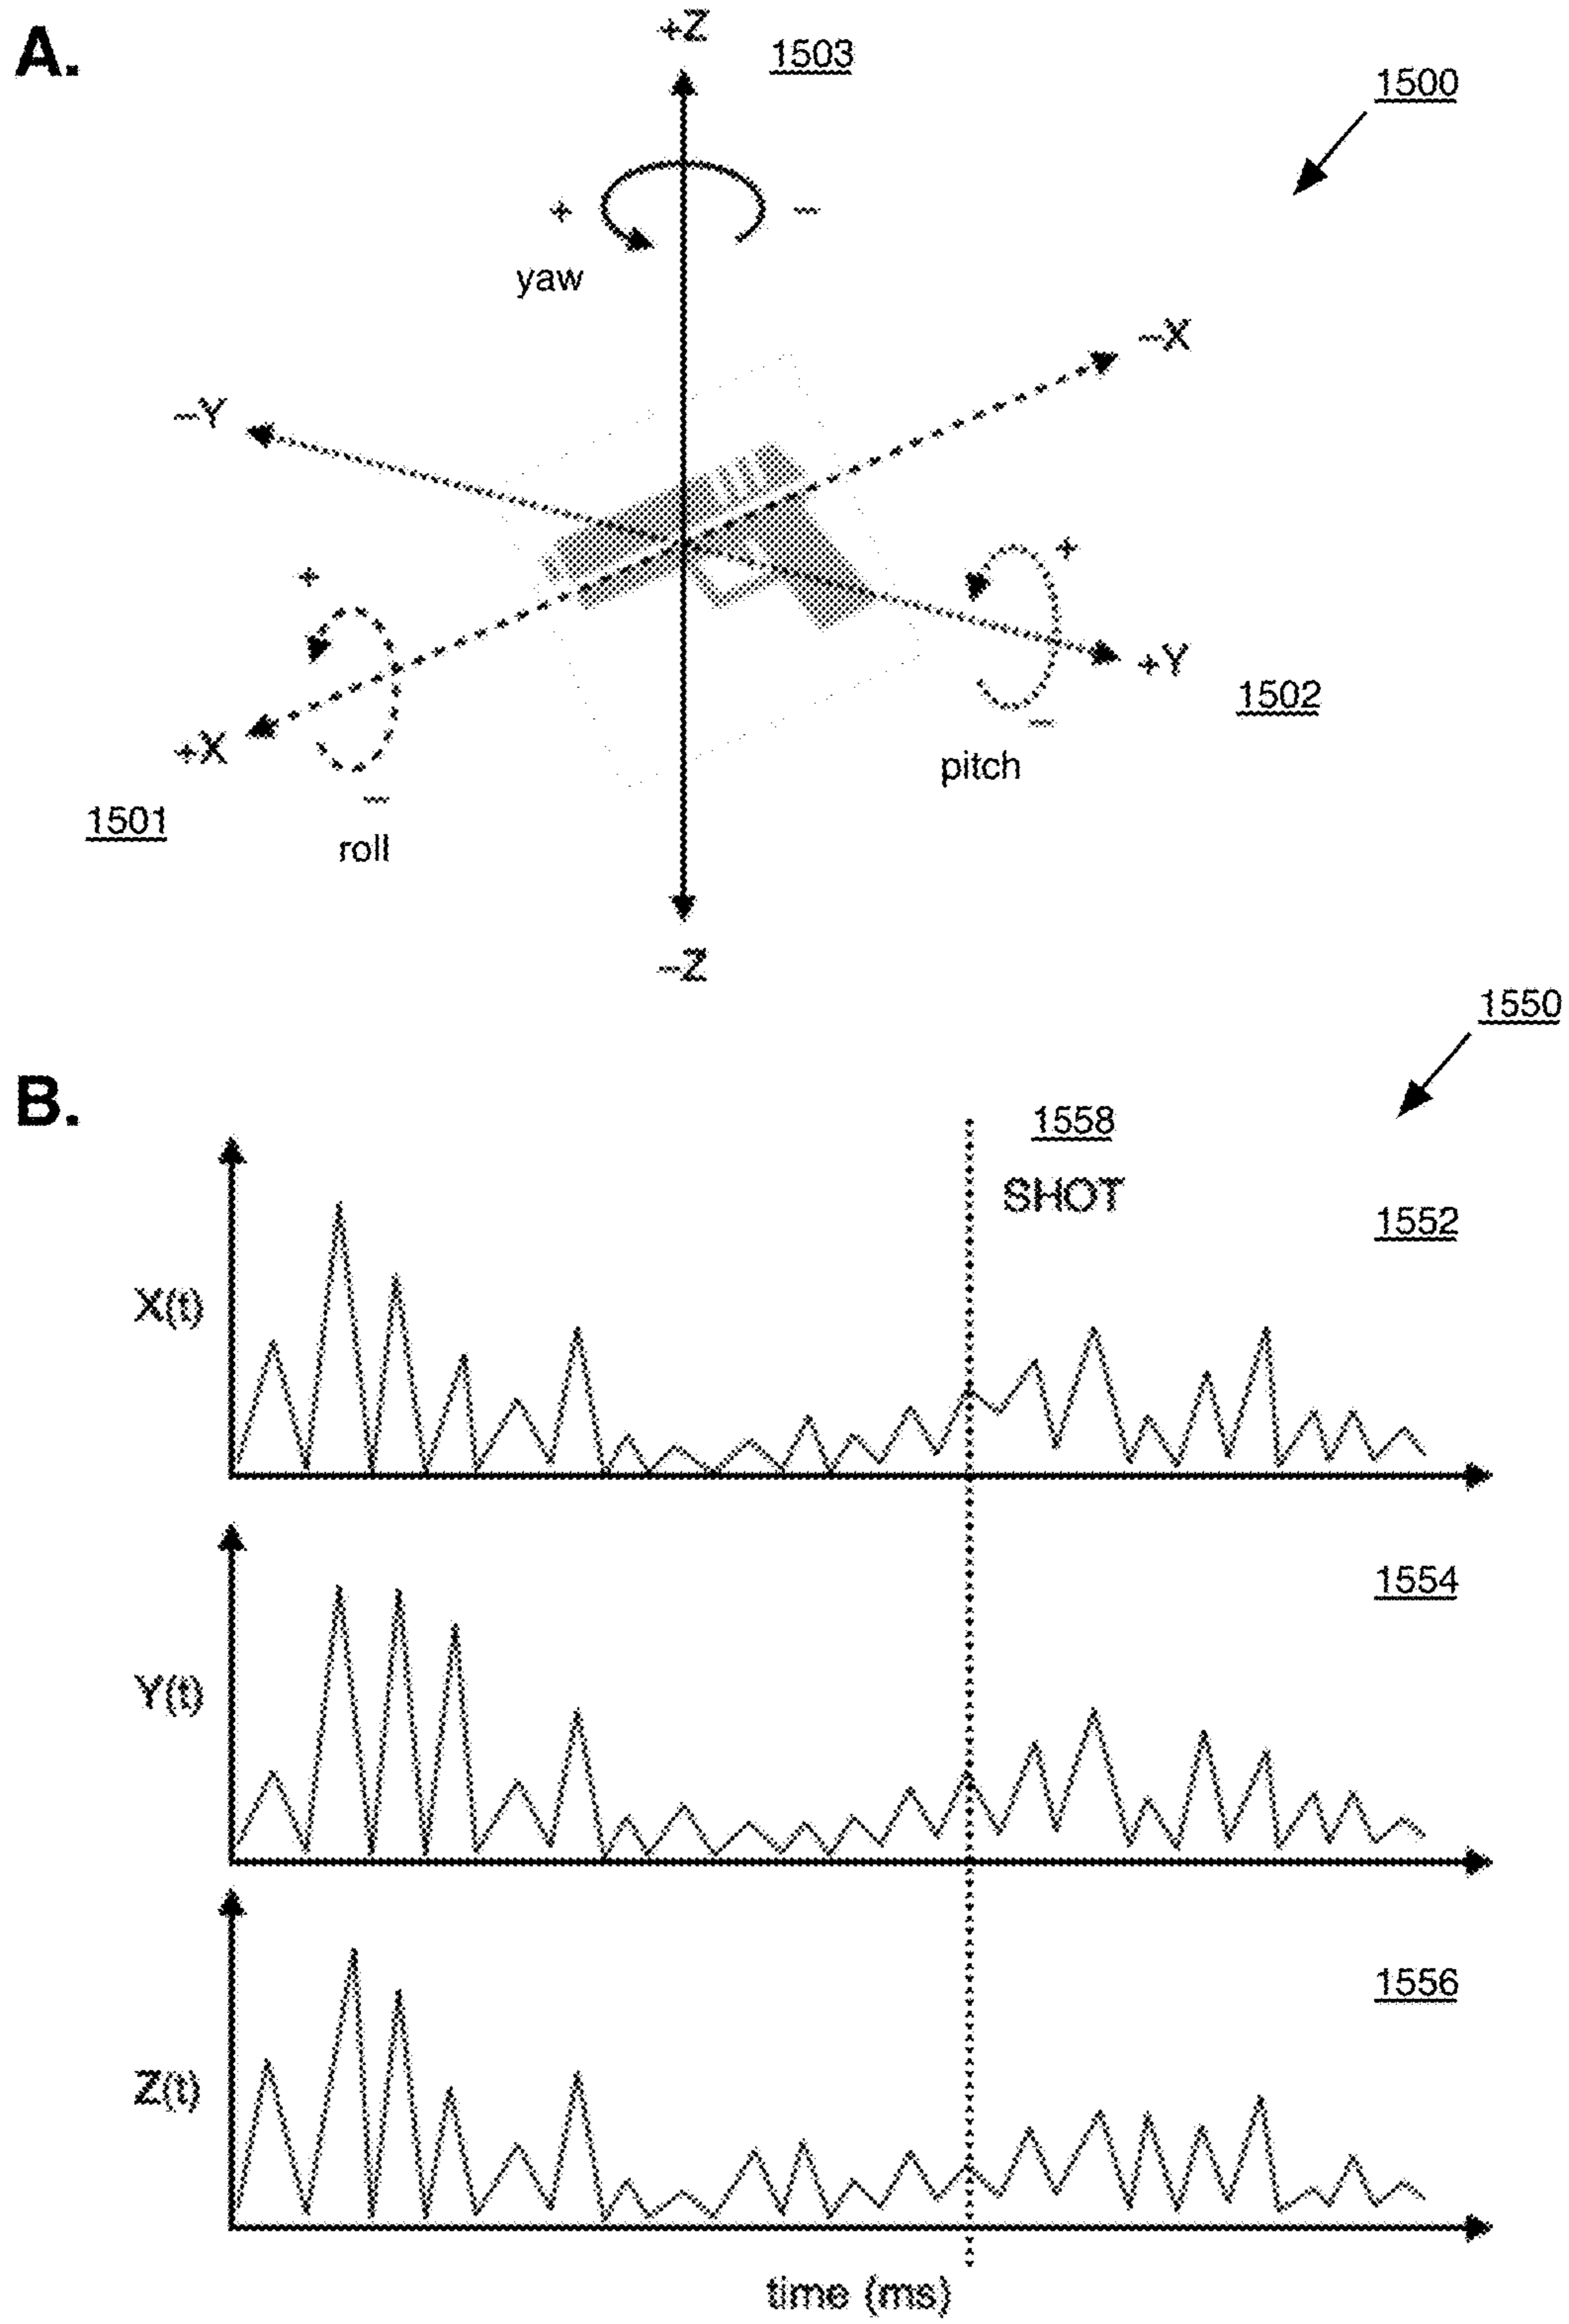 A.
+Z
1503
1500
+
−
yaw
−X
−Y
+
+
+X
−
+Y
1502
pitch
1501
−
roll
−Z
1550
B.
1558
SHOT
1552
X(t)
1554
Y(t)
1556
Z(t)
time (ms)